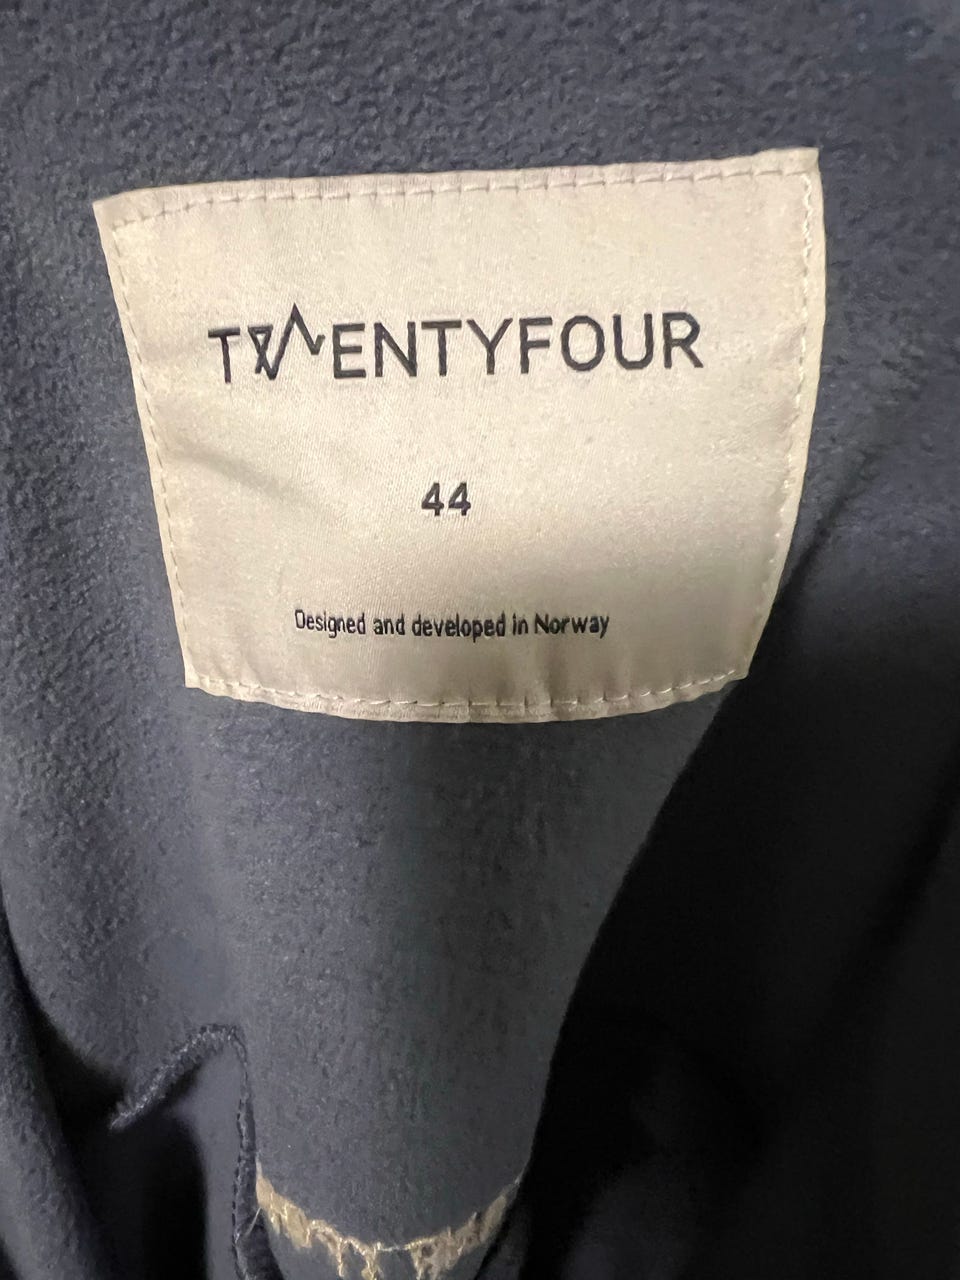 TWENTYFOUR
44
Designed and developed in Norway